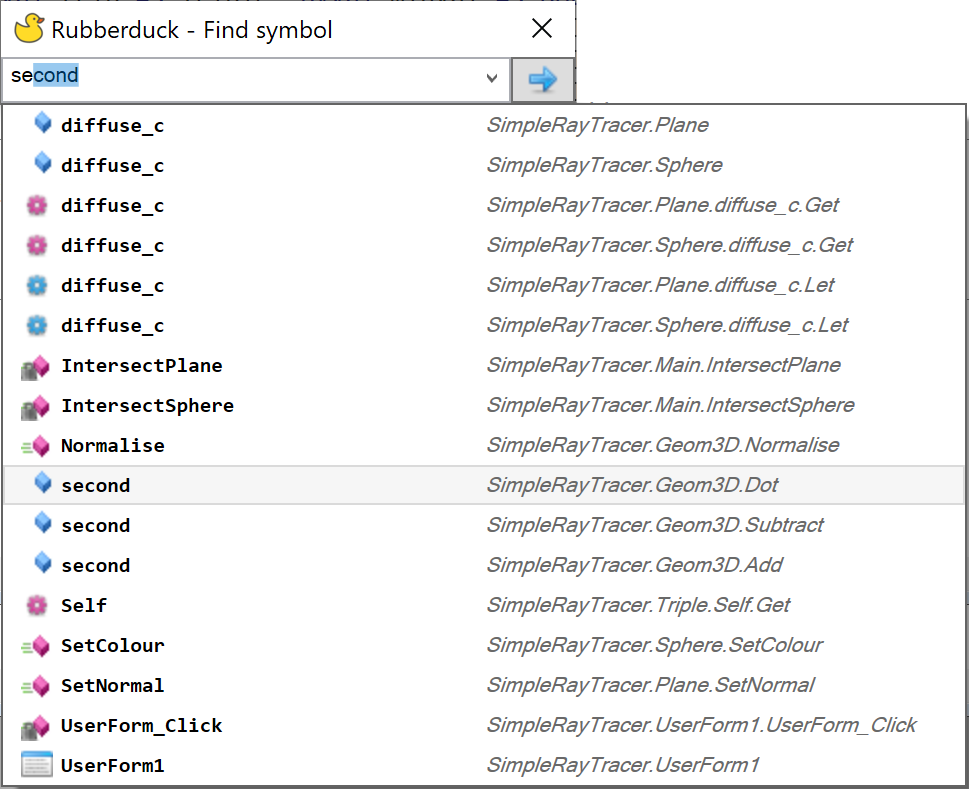 Rubberduck - Find symbol
second
diffuse_c SimpleRayTracer.Plane
diffuse_c SimpleRayTracer.Sphere
diffuse_c SimpleRayTracer.Plane.diffuse_c.Get
diffuse_c SimpleRayTracer.Sphere.diffuse_c.Get
diffuse_c SimpleRayTracer.Plane.diffuse_c.Let
diffuse_c SimpleRayTracer.Sphere.diffuse_c.Let
IntersectPlane SimpleRayTracer.Main.IntersectPlane
IntersectSphere SimpleRayTracer.Main.IntersectSphere
Normalise SimpleRayTracer.Geom3D.Normalise
second SimpleRayTracer.Geom3D.Dot
second SimpleRayTracer.Geom3D.Subtract
second SimpleRayTracer.Geom3D.Add
Self SimpleRayTracer.Triple.Self.Get
SetColour SimpleRayTracer.Sphere.SetColour
SetNormal SimpleRayTracer.Plane.SetNormal
UserForm_Click SimpleRayTracer.UserForm1.UserForm_Click
UserForm1 SimpleRayTracer.UserForm1